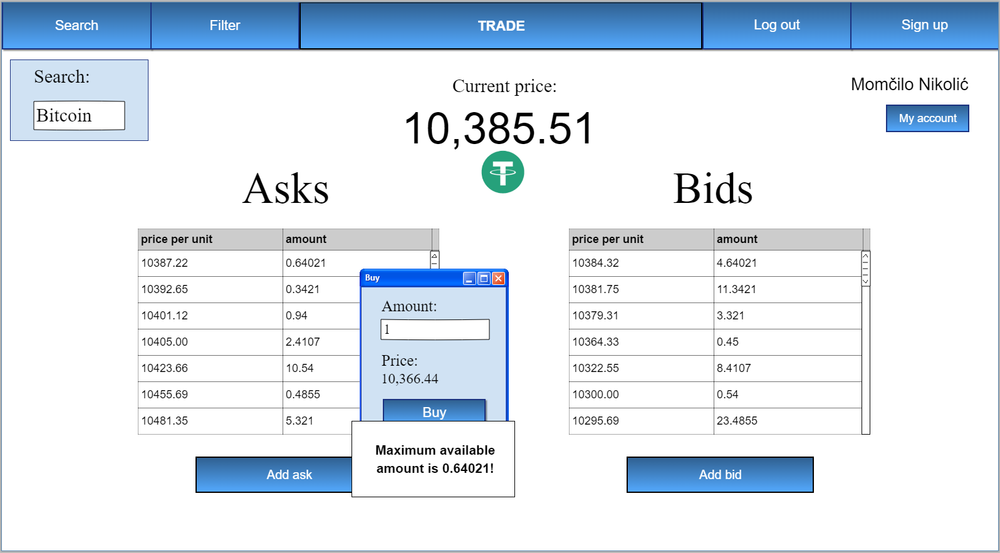 Search
Filter
TRADE
Log out
Sign up
Search:
Bitcoin
Current price:
10,385.51
Momčilo Nikolić
My account
Asks
price per unit amount
10387.22 0.64021
10392.65 0.3421
10401.12 0.94
10405.00 2.4107
10423.66 10.54
10455.69 0.4855
10481.35 5.321
Add ask
Buy
Amount:
1
Price:
10,366.44
Buy
Maximum available
amount is 0.64021!
Bids
price per unit amount
10384.32 4.64021
10381.75 11.3421
10379.31 3.321
10364.33 0.45
10322.55 8.4107
10300.00 0.54
10295.69 23.4855
Add bid